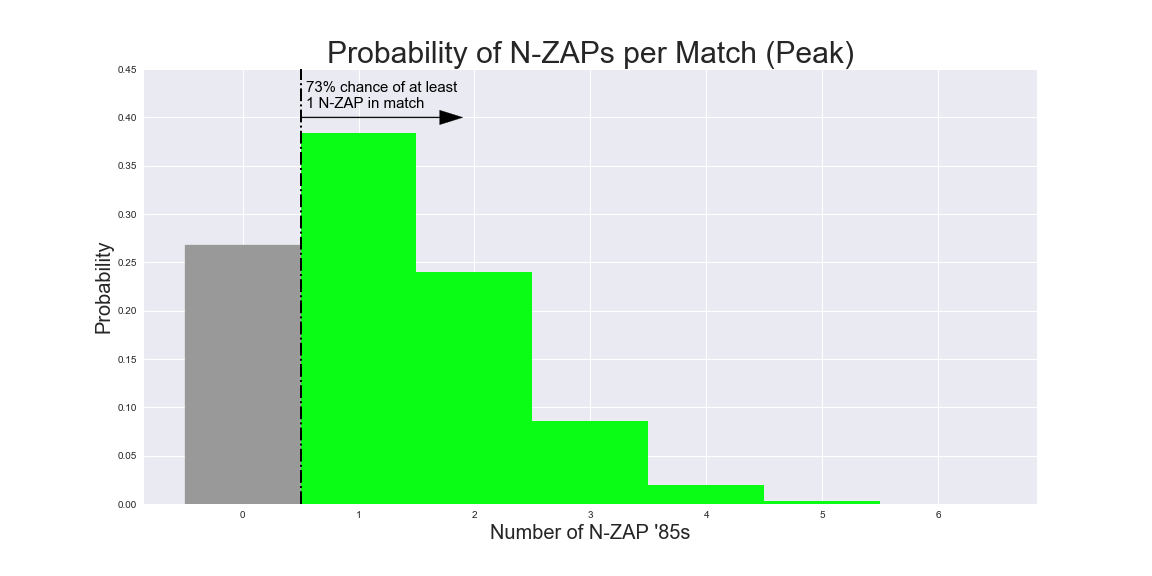 Probability of N-ZAPs per Match (Peak)
73% chance of at least
1 N-ZAP in match
0.45
0.40
0.35
0.30
0.25
0.20
0.15
0.10
0.05
0.00
Probability
0 1 2 3 4 5 6
Number of N-ZAP '85s